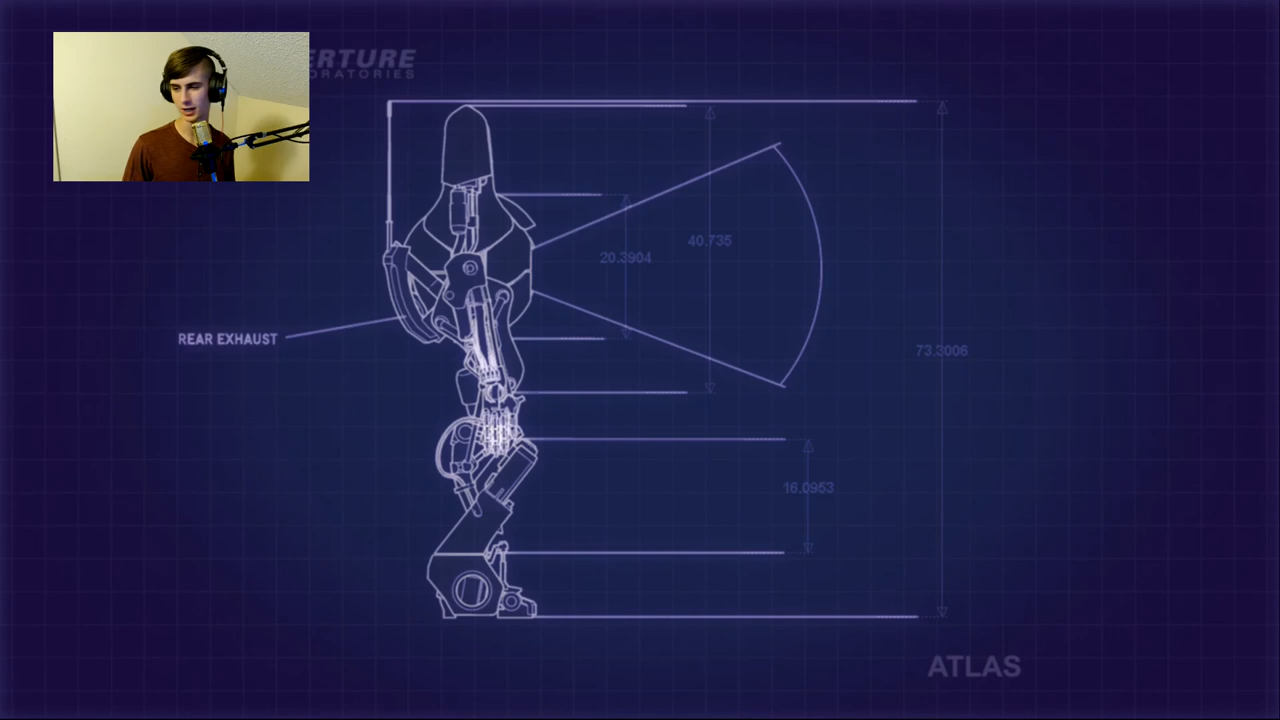 ERTURE
ORATORIES
20.3904
40.735
REAR EXHAUST
73.3006
16.0953
ATLAS